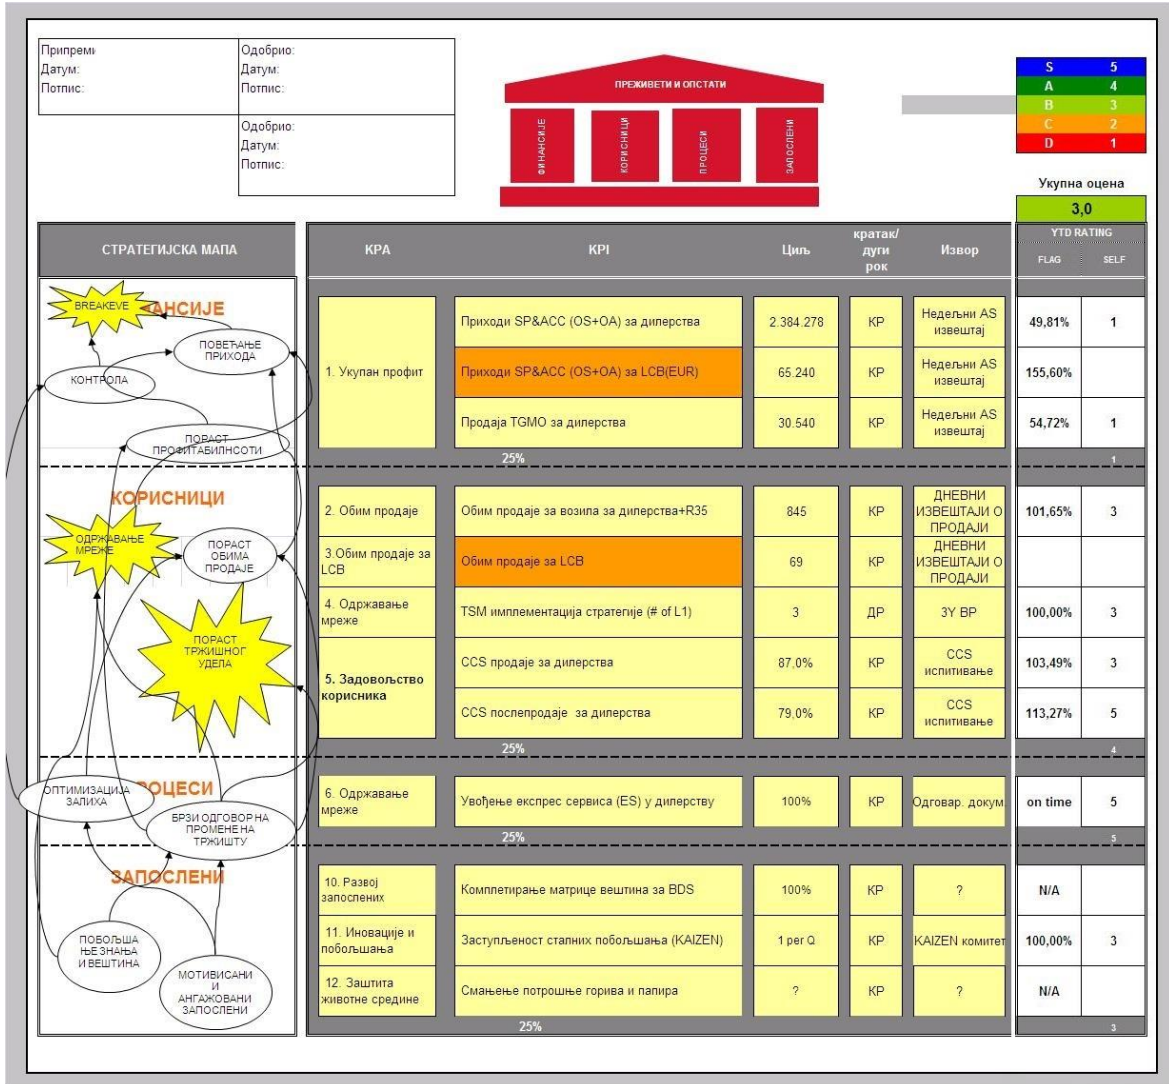 Припреми
Датум:
Потпис:
Одобрио:
Датум:
Потпис:
Одобрио:
Датум:
Потпис:
ПРЕЖИВЕТИ И ОПСТАТИ
ФИНАНСИЈЕ
КОРИСНИЦИ
ПРОЦЕСИ
ЗАПОСЛЕНИ
S 5
A 4
B 3
C 2
D 1
Укупна оцена
3,0
СТРАТЕГИЈСКА МАПА
КРА
KPI
Циљ
кратак/
дуги
рок
Извор
YTD RATING
FLAG SELF
BREAKEVE
АНСИЈЕ
ПОВЕЋАЊЕ
ПРИХОДА
КОНТРОЛА
ПОРАСТ
ПРОФИТАБИЛНСОТИ
1. Укупан профит
Приходи SP&ACC (OS+OA) за дилерства
2.384.278
КР
Недељни AS
извештај
49,81%
1
Приходи SP&ACC (OS+OA) за LCB(EUR)
65.240
КР
Недељни AS
извештај
155,60%
Продаја TGMO за дилерства
30.540
КР
Недељни AS
извештај
54,72%
1
25%
1
КОРИСНИЦИ
ОДРЖАВАЊЕ
МРЕЖЕ
ПОРАСТ
ОБИМА
ПРОДАЈЕ
ПОРАСТ
ТРЖИШНОГ
УДЕЛА
2. Обим продаје
Обим продаје за возила за дилерства+R35
845
КР
ДНЕВНИ
ИЗВЕШТАЈИ О
ПРОДАЈИ
101,65%
3
3.Обим продаје за
LCB
Обим продаје за LCB
69
КР
ДНЕВНИ
ИЗВЕШТАЈИ О
ПРОДАЈИ
4. Одржавање
мреже
TSM имплементација стратегије (# of L1)
3
ДР
3Y BP
100,00%
3
5. Задовољство
корисника
CCS продаје за дилерства
87,0%
КР
CCS
испитивање
103,49%
3
CCS послепродаје за дилерства
79,0%
КР
CCS
испитивање
113,27%
5
25%
4
ОЦЕСИ
ОПТИМИЗАЦИЈА
ЗАЛИХА
БРЗИ ОДГОВОР НА
ПРОМЕНЕ НА
ТРЖИШТУ
6. Одржавање
мреже
Увођење експрес сервиса (ES) у дилерству
100%
КР
Одговар. докум.
on time
5
25%
5
ЗАПОСЛЕНИ
ПОБОЉША
ЊЕ ЗНАЊА
И ВЕШТИНА
МОТИВИСАНИ
И
АНГАЖОВАНИ
ЗАПОСЛЕНИ
10. Развој
запослених
Комплетирање матрице вештина за BDS
100%
КР
?
N/A
11. Иновације и
побољшања
Заступљеност сталних побољшања (KAIZEN)
1 per Q
КР
KAIZEN комитет
100,00%
3
12. Заштита
животне средине
Смањење потрошње горива и папира
?
КР
?
N/A
25%
3